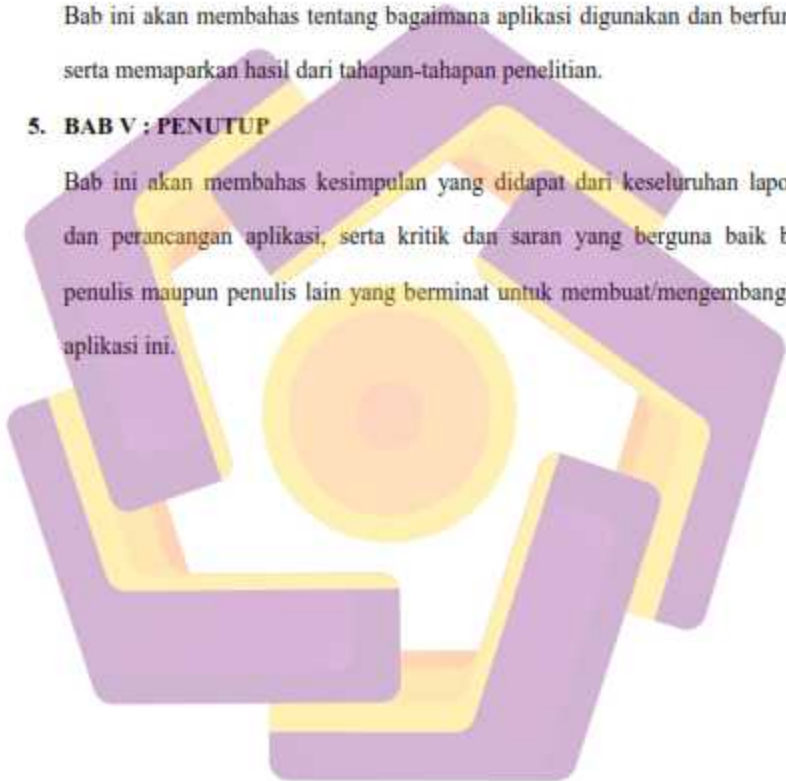 Bab ini akan membahas tentang bagaimana aplikasi digunakan dan berfun
serta memaparkan hasil dari tahapan-tahapan penelitian.
5. BAB V : PENUTUP
Bab ini akan membahas kesimpulan yang didapat dari keseluruhan lapo
dan perancangan aplikasi, serta kritik dan saran yang berguna baik b
penulis maupun penulis lain yang berminat untuk membuat/mengembang
aplikasi ini.